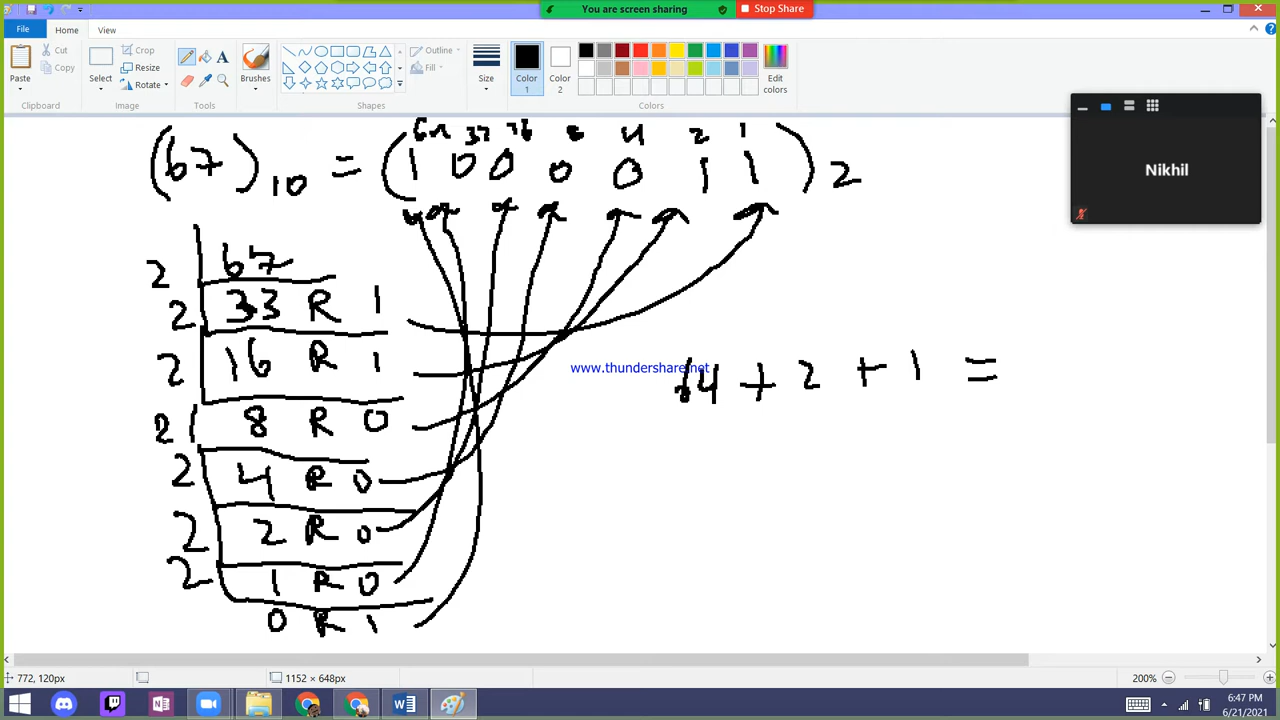 You are screen sharing Stop Share
File Home View
Paste Cut Copy Clipboard
Select Crop Resize Rotate Image
A Tools
Brushes
Outline Fill Shapes
Size
Color 1 Color 2 Edit colors Colors
Nikhil
32 16 8 4 2 1
(67)10 = (1 0 0 0 0 1 1)2
2 67
2 33 R 1
2 16 R 1
2 8 R 0
2 4 R 0
2 2 R 0
2 1 R 0
0 R 1
www.thundershare.net
4 + 2 + 1 =
772, 120px 1152 × 648px 200%
6:47 PM
6/21/2021